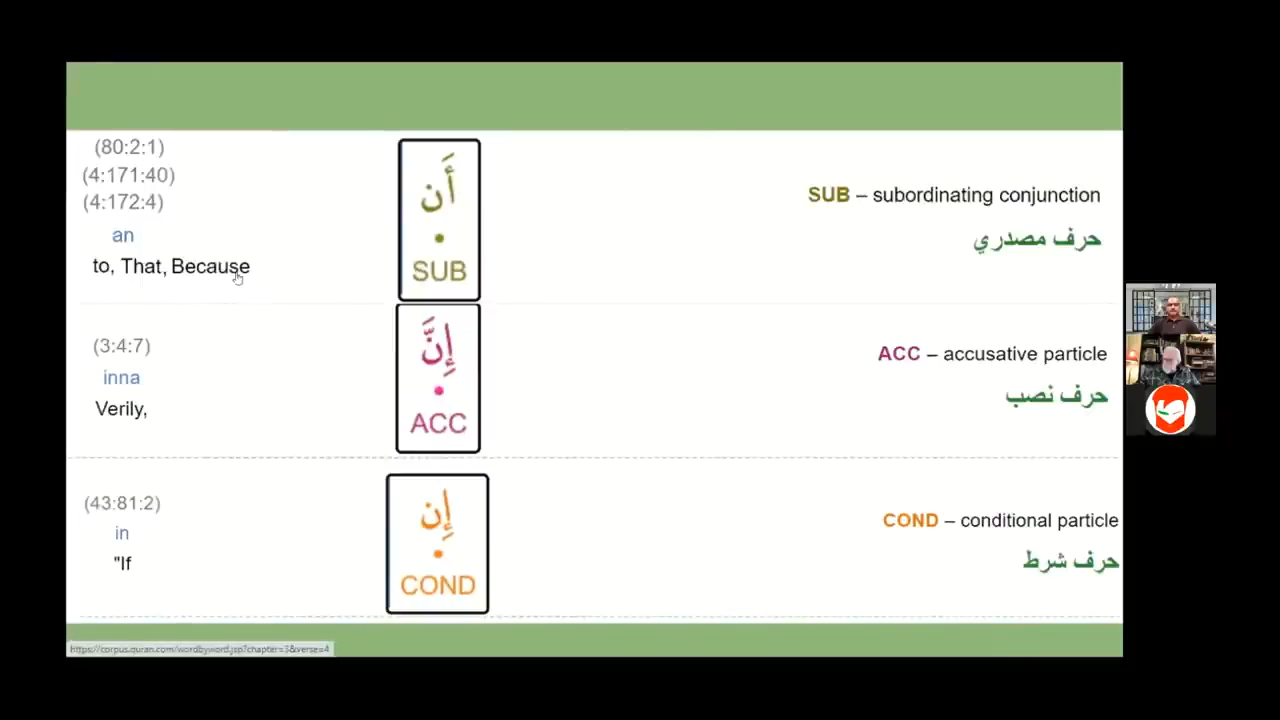 (80:2:1)
(4:171:40)
(4:172:4)
an
to, That, Because
أَن
SUB
SUB – subordinating conjunction
حرف مصدري
(3:4:7)
inna
Verily,
إِنَّ
ACC
ACC – accusative particle
حرف نصب
(43:81:2)
in
"If
إِن
COND
COND – conditional particle
حرف شرط
https://corpus.quran.com/wordbyword.jsp?chapter=3&verse=4